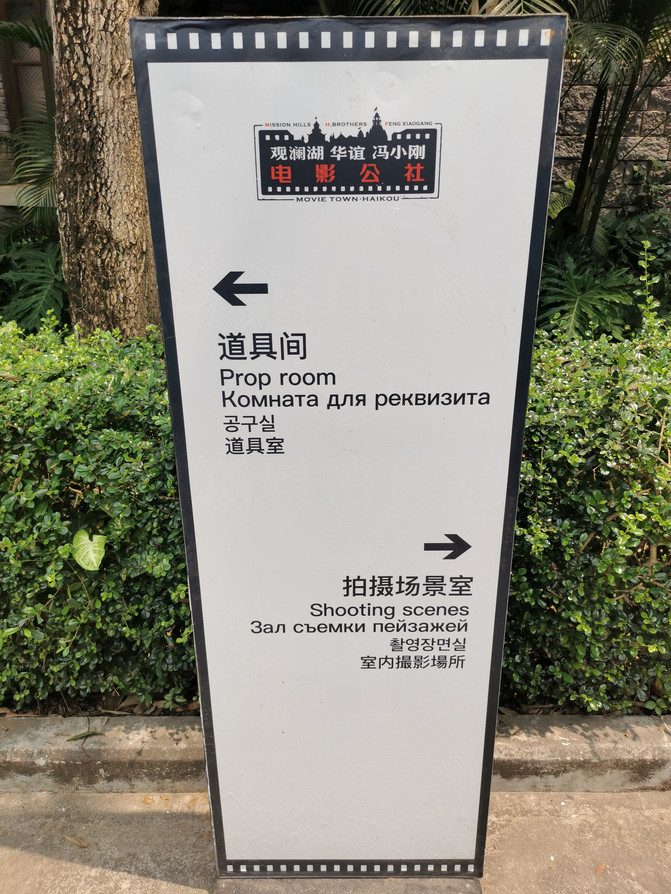 MISSION HILLS H.BROTHERS FENG XIAOGANG
观澜湖 华谊 冯小刚
电影公社
MOVIE TOWN·HAIKOU
道具间
Prop room
Комната для реквизита
공구실
道具室
拍摄场景室
Shooting scenes
Зал съемки пейзажей
촬영장면실
室内撮影場所